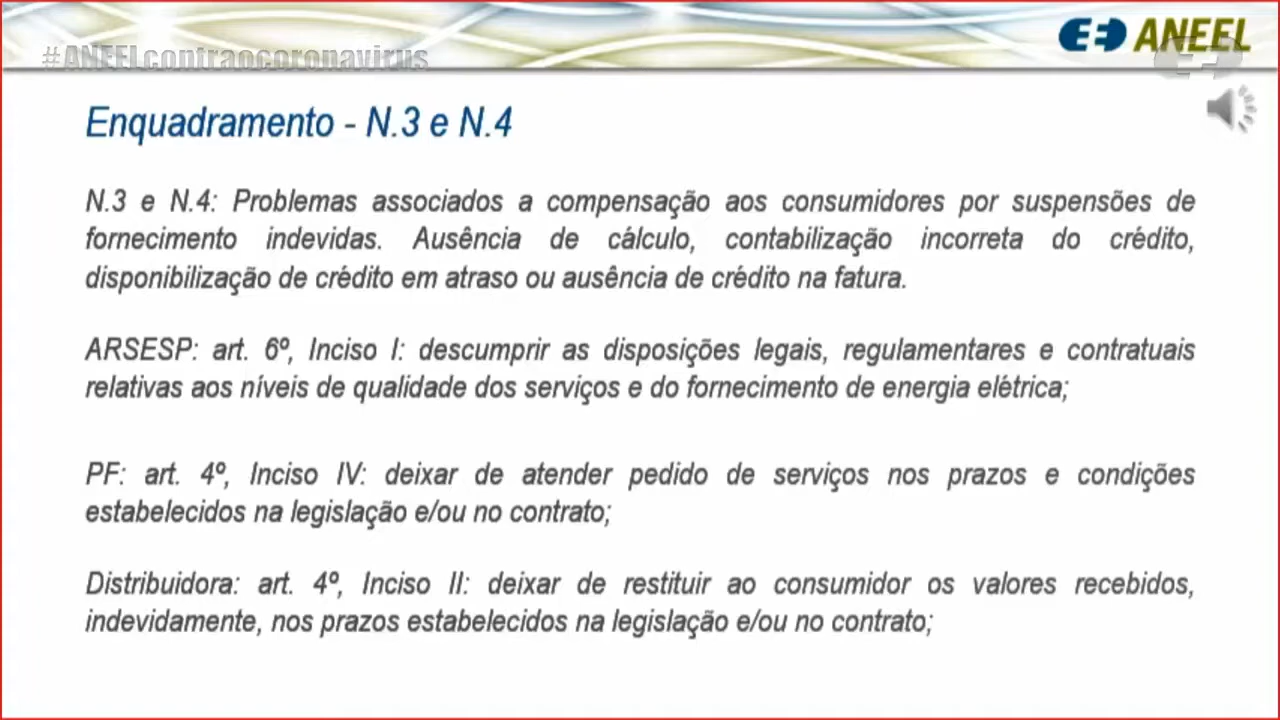 #ANEELcontraocoronavirus
ANEEL
Enquadramento - N.3 e N.4
N.3 e N.4: Problemas associados a compensação aos consumidores por suspensões de
fornecimento indevidas. Ausência de cálculo, contabilização incorreta do crédito,
disponibilização de crédito em atraso ou ausência de crédito na fatura.
ARSESP: art. 6º, Inciso I: descumprir as disposições legais, regulamentares e contratuais
relativas aos níveis de qualidade dos serviços e do fornecimento de energia elétrica;
PF: art. 4º, Inciso IV: deixar de atender pedido de serviços nos prazos e condições
estabelecidos na legislação e/ou no contrato;
Distribuidora: art. 4º, Inciso II: deixar de restituir ao consumidor os valores recebidos,
indevidamente, nos prazos estabelecidos na legislação e/ou no contrato;